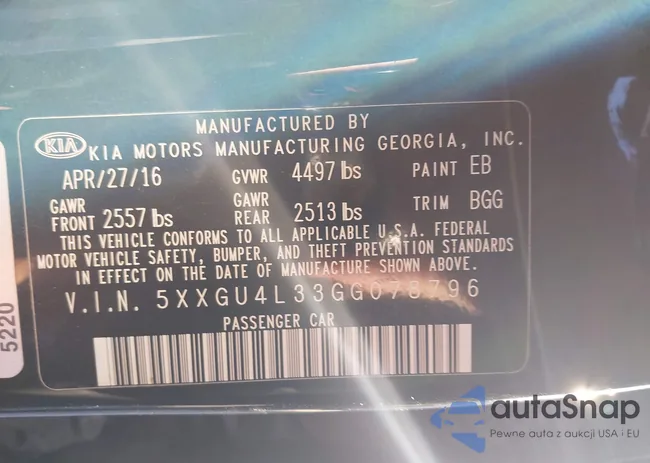 MANUFACTURED BY
KIA KIA MOTORS MANUFACTURING GEORGIA, INC.
APR/27/16 GVWR 4497 lbs PAINT EB
GAWR FRONT 2557 lbs GAWR REAR 2513 lbs TRIM BGG
THIS VEHICLE CONFORMS TO ALL APPLICABLE U.S.A. FEDERAL
MOTOR VEHICLE SAFETY, BUMPER, AND THEFT PREVENTION STANDARDS
IN EFFECT ON THE DATE OF MANUFACTURE SHOWN ABOVE.
V.I.N. 5XXGU4L33GG078796
PASSENGER CAR
5220
autaSnap
Pewne auta z aukcji USA i EU